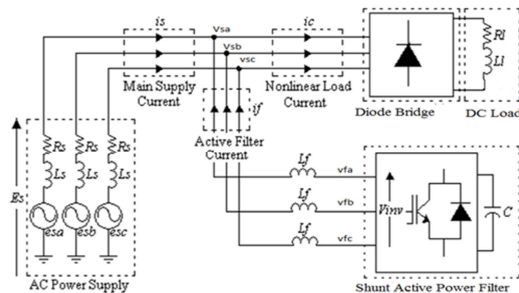 is
Vsa
ic
Vsb
vsc
Main Supply
Current
Nonlinear Load
Current
Diode Bridge
DC Load
Rl
Ll
if
Active Filter
Current
Es
Rs
Rs
Rs
Ls
Ls
Ls
esa
esb
esc
AC Power Supply
Lf
vfa
Lf
vfb
Lf
vfc
Vinv
C
Shunt Active Power Filter